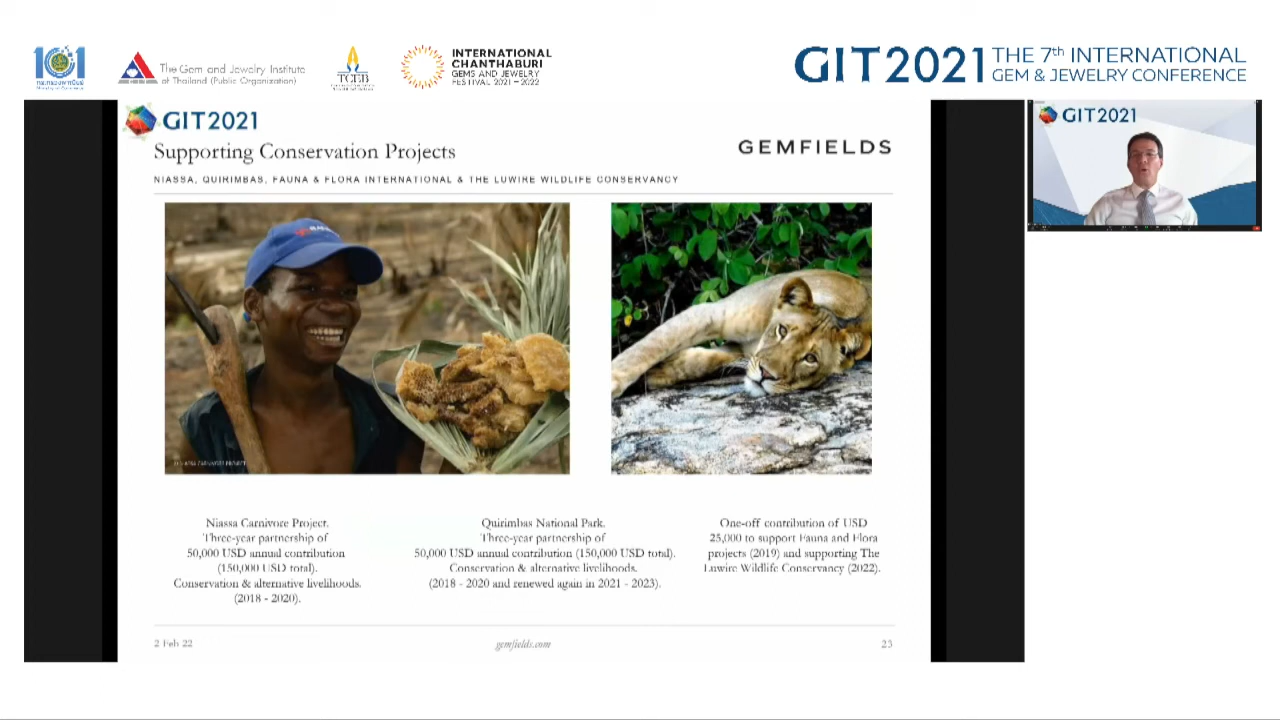 101
The Gem and Jewelry Institute
of Thailand (Public Organization)
TCEB
INTERNATIONAL
CHANTHABURI
GEMS AND JEWELRY
FESTIVAL 2021–2022
GIT2021 THE 7th INTERNATIONAL
GEM & JEWELRY CONFERENCE
GIT2021
Supporting Conservation Projects
GEMFIELDS
NIASSA, QUIRIMBAS, FAUNA & FLORA INTERNATIONAL & THE LUWIRE WILDLIFE CONSERVANCY
GIT2021
NIASSA CARNIVORE PROJECT
Niassa Carnivore Project.
Three-year partnership of
50,000 USD annual contribution
(150,000 USD total).
Conservation & alternative livelihoods.
(2018 - 2020).
Quirimbas National Park.
Three-year partnership of
50,000 USD annual contribution (150,000 USD total).
Conservation & alternative livelihoods.
(2018 - 2020 and renewed again in 2021 - 2023).
One-off contribution of USD
25,000 to support Fauna and Flora
projects (2019) and supporting The
Luwire Wildlife Conservancy (2022).
2 Feb 22
gemfields.com
23